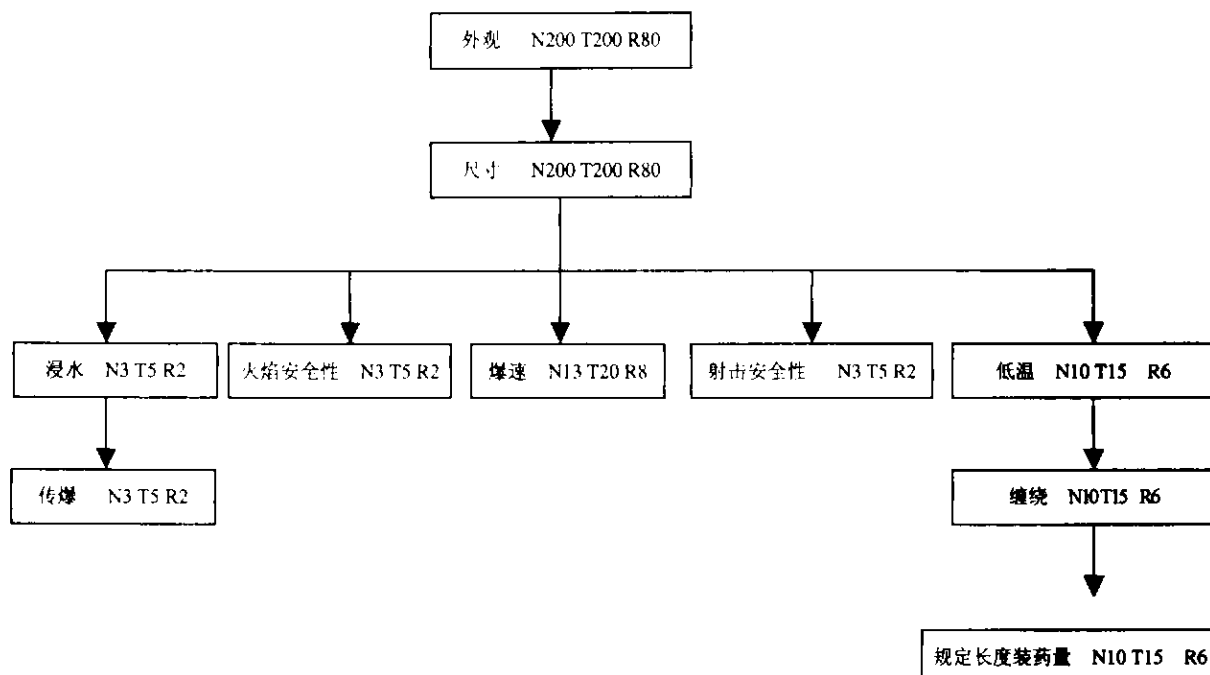 外观 N200 T200 R80
尺寸 N200 T200 R80
浸水 N3 T5 R2
火焰安全性 N3 T5 R2
爆速 N13 T20 R8
射击安全性 N3 T5 R2
低温 N10 T15 R6
传爆 N3 T5 R2
缠绕 N10T15 R6
规定长度装药量 N10 T15 R6